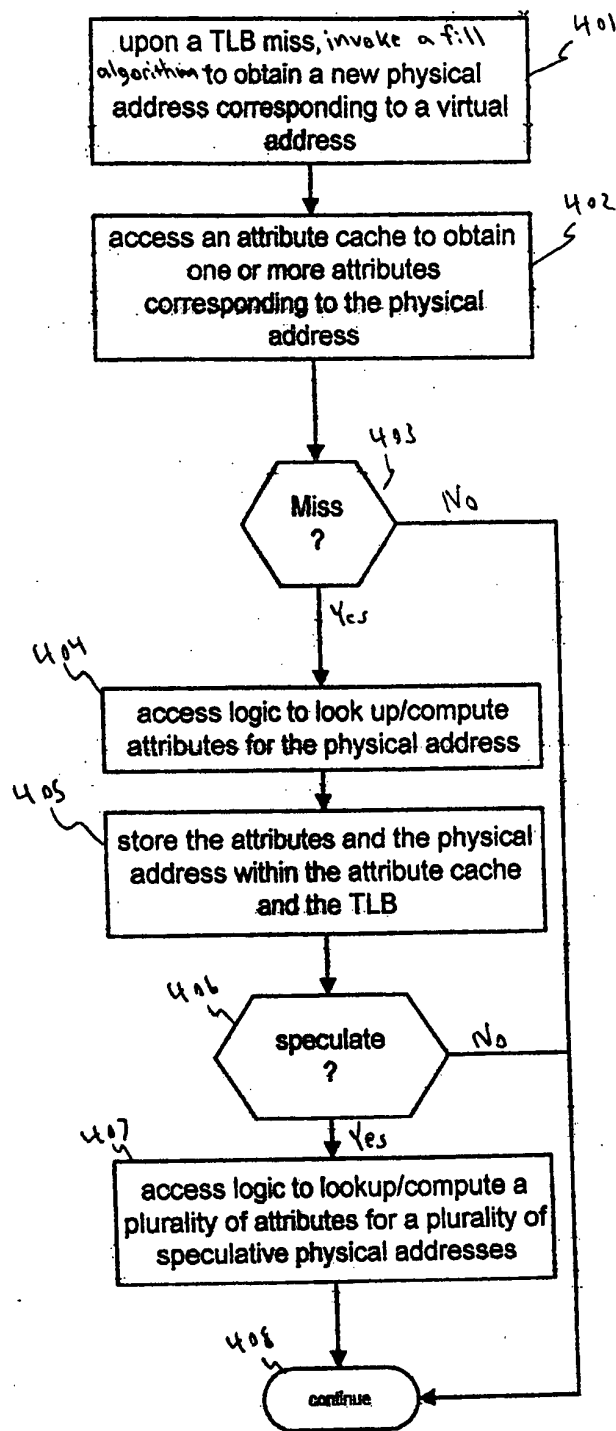 upon a TLB miss, invoke a fill
algorithm to obtain a new physical
address corresponding to a virtual
address
401
access an attribute cache to obtain
one or more attributes
corresponding to the physical
address
402
Miss
?
403
No
Yes
404
access logic to look up/compute
attributes for the physical address
405
store the attributes and the physical
address within the attribute cache
and the TLB
406
speculate
?
No
Yes
407
access logic to lookup/compute a
plurality of attributes for a plurality of
speculative physical addresses
408
continue